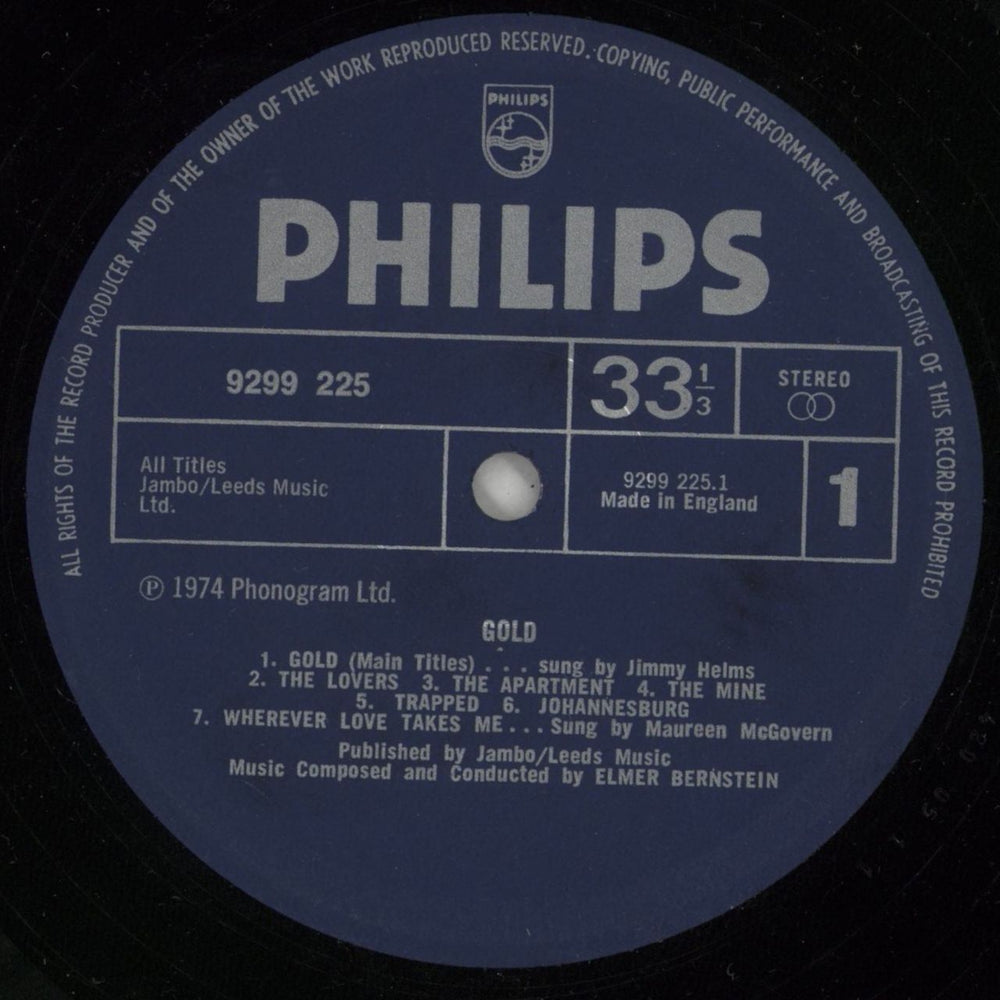 ALL RIGHTS OF THE RECORD PRODUCER AND OF THE OWNER OF THE WORK REPRODUCED RESERVED. COPYING, PUBLIC PERFORMANCE AND BROADCASTING OF THIS RECORD PROHIBITED
PHILIPS
PHILIPS
9299 225
33 1/3
STEREO
All Titles
Jambo/Leeds Music
Ltd.
9299 225.1
Made in England
1
Ⓟ 1974 Phonogram Ltd.
GOLD
1. GOLD (Main Titles) . . . sung by Jimmy Helms
2. THE LOVERS 3. THE APARTMENT 4. THE MINE
5. TRAPPED 6. JOHANNESBURG
7. WHEREVER LOVE TAKES ME... Sung by Maureen McGovern
Published by Jambo/Leeds Music
Music Composed and Conducted by ELMER BERNSTEIN